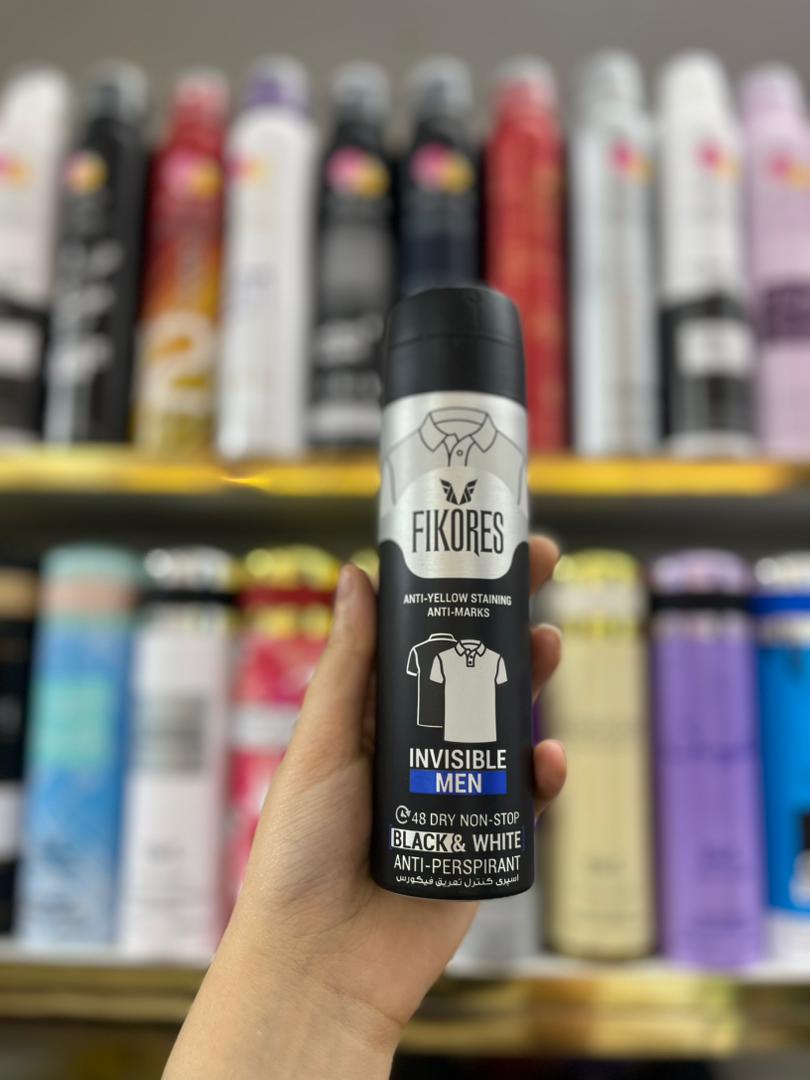 FIKORES
ANTI-YELLOW STAINING
ANTI-MARKS
INVISIBLE
MEN
48 DRY NON-STOP
BLACK & WHITE
ANTI-PERSPIRANT
اسپری کنترل تعریق فیکورس